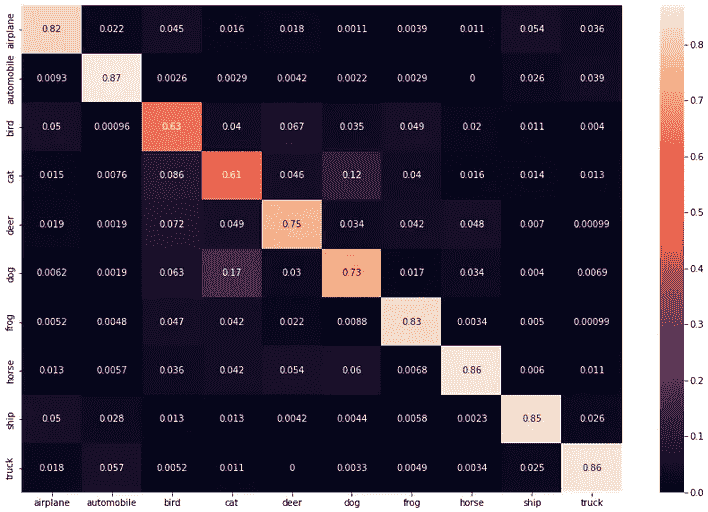 airplane 0.82 0.022 0.045 0.016 0.018 0.0011 0.0039 0.011 0.054 0.036
automobile 0.0093 0.87 0.0026 0.0029 0.0042 0.0022 0.0029 0 0.026 0.039
bird 0.05 0.00096 0.63 0.04 0.067 0.035 0.049 0.02 0.011 0.004
cat 0.015 0.0076 0.086 0.61 0.046 0.12 0.04 0.016 0.014 0.013
deer 0.019 0.0019 0.072 0.049 0.75 0.034 0.042 0.048 0.007 0.00099
dog 0.0062 0.0019 0.063 0.17 0.03 0.73 0.017 0.034 0.004 0.0069
frog 0.0052 0.0048 0.047 0.042 0.022 0.0088 0.83 0.0034 0.005 0.00099
horse 0.013 0.0057 0.036 0.042 0.054 0.06 0.0068 0.86 0.006 0.011
ship 0.05 0.028 0.013 0.013 0.0042 0.0044 0.0058 0.0023 0.85 0.026
truck 0.018 0.057 0.0052 0.011 0 0.0033 0.0049 0.0034 0.025 0.86
airplane automobile bird cat deer dog frog horse ship truck
0.8
0.7
0.6
0.5
0.4
0.3
0.2
0.1
0.0